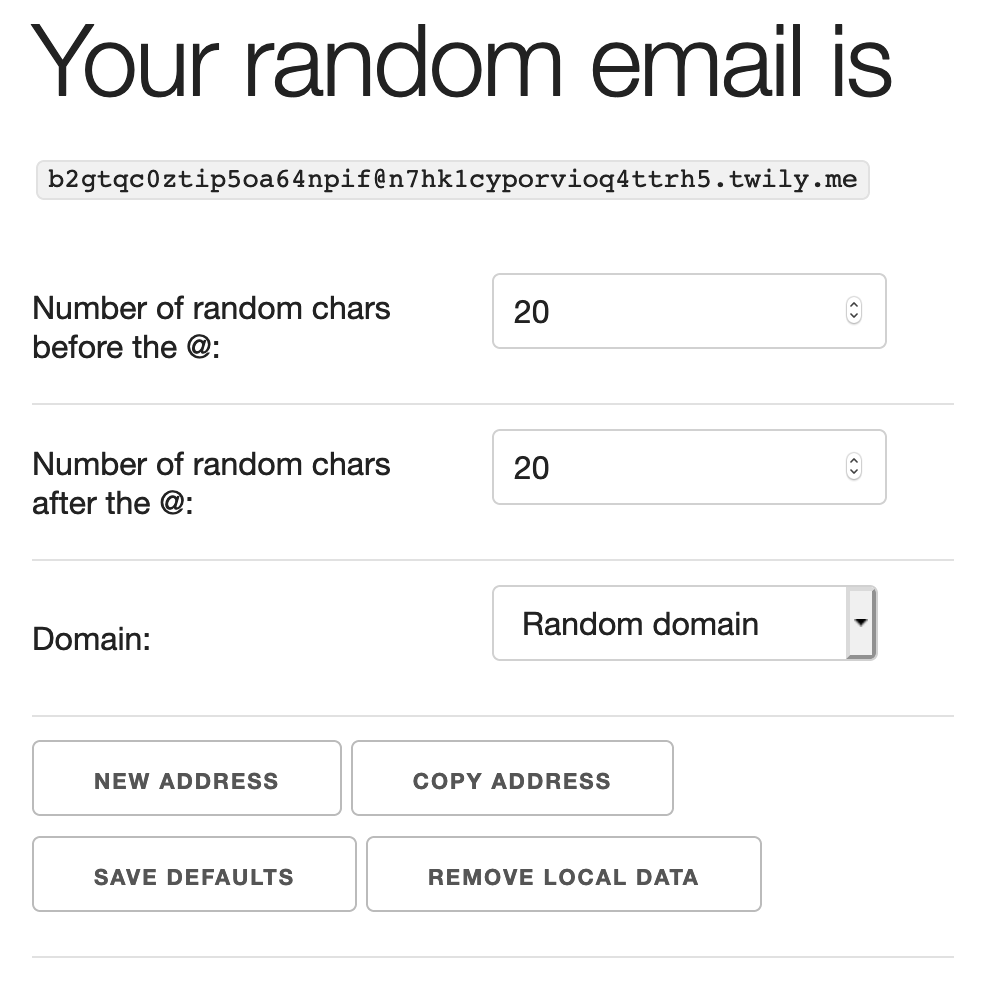 Your random email is
b2gtqc0ztip5oa64npif@n7hk1cyporvioq4ttrh5.twily.me
Number of random chars
before the @:
20
Number of random chars
after the @:
20
Domain:
Random domain
NEW ADDRESS
COPY ADDRESS
SAVE DEFAULTS
REMOVE LOCAL DATA